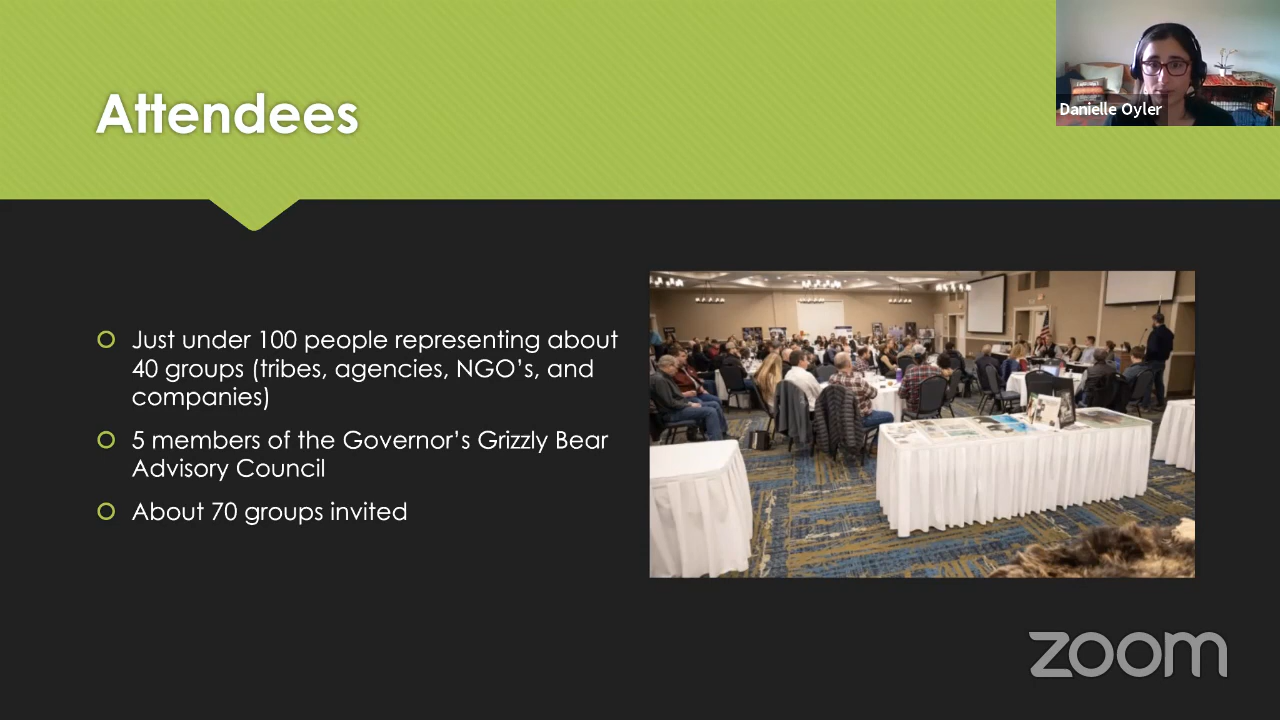 Attendees
Danielle Oyler
Just under 100 people representing about
40 groups (tribes, agencies, NGO’s, and
companies)
5 members of the Governor’s Grizzly Bear
Advisory Council
About 70 groups invited
zoom